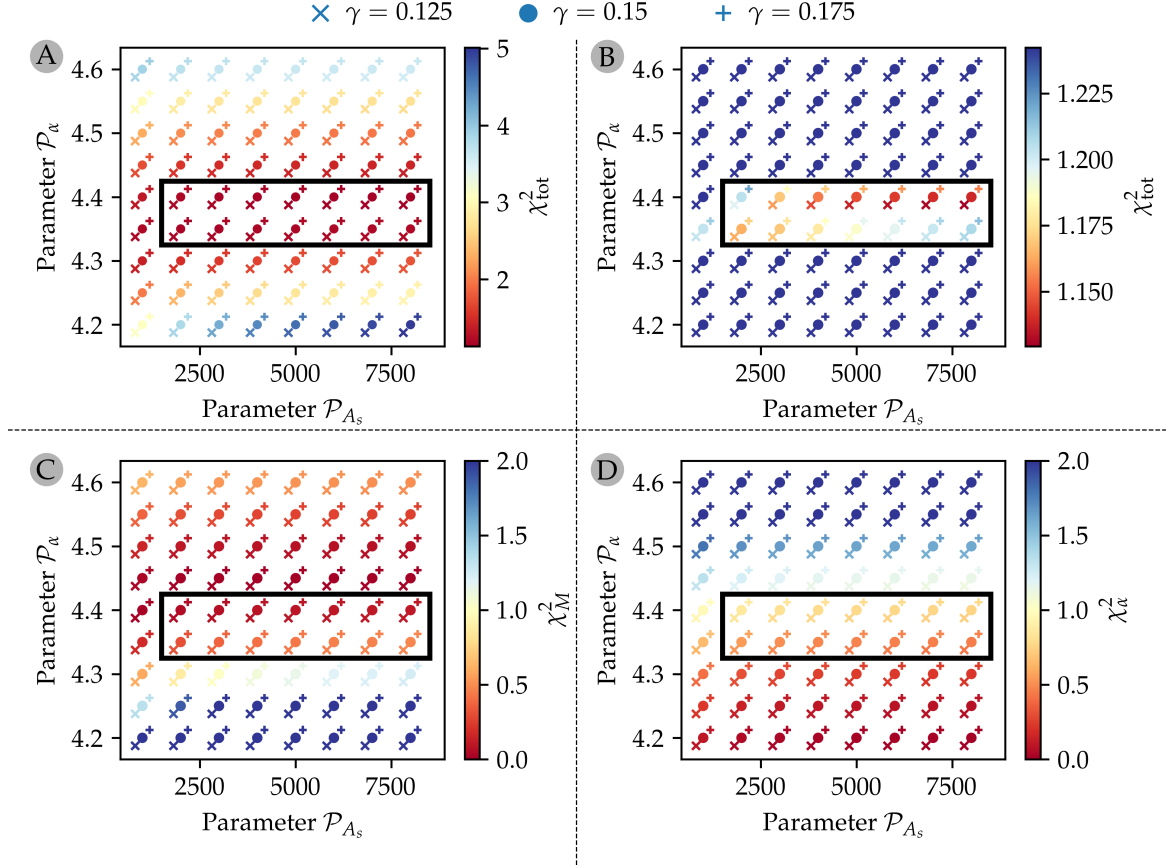 γ = 0.125 γ = 0.15 γ = 0.175
A
4.6
4.5
4.4
4.3
4.2
Parameter 𝒫_α
2500 5000 7500
Parameter 𝒫_{A_s}
5
4
3
2
χ²_tot
B
4.6
4.5
4.4
4.3
4.2
Parameter 𝒫_α
2500 5000 7500
Parameter 𝒫_{A_s}
1.225
1.200
1.175
1.150
χ²_tot
C
4.6
4.5
4.4
4.3
4.2
Parameter 𝒫_α
2500 5000 7500
Parameter 𝒫_{A_s}
2.0
1.5
1.0
0.5
0.0
χ²_M
D
4.6
4.5
4.4
4.3
4.2
Parameter 𝒫_α
2500 5000 7500
Parameter 𝒫_{A_s}
2.0
1.5
1.0
0.5
0.0
χ²_α